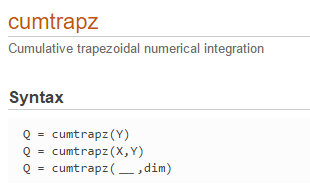 cumtrapz
Cumulative trapezoidal numerical integration
Syntax
Q = cumtrapz(Y)
Q = cumtrapz(X,Y)
Q = cumtrapz( __ ,dim)